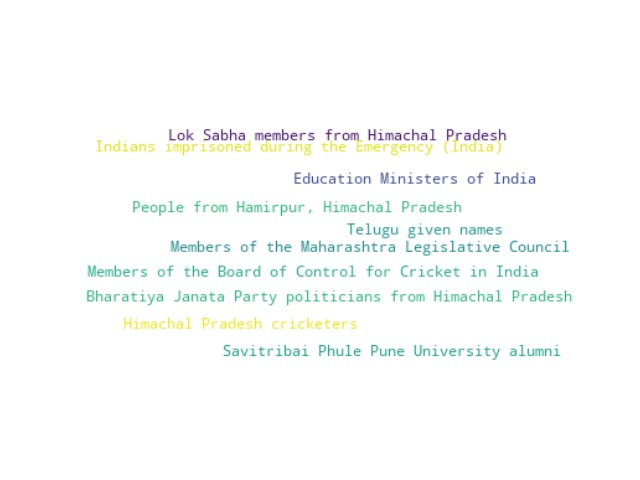 Lok Sabha members from Himachal Pradesh
Indians imprisoned during the Emergency (India)
Education Ministers of India
People from Hamirpur, Himachal Pradesh
Telugu given names
Members of the Maharashtra Legislative Council
Members of the Board of Control for Cricket in India
Bharatiya Janata Party politicians from Himachal Pradesh
Himachal Pradesh cricketers
Savitribai Phule Pune University alumni